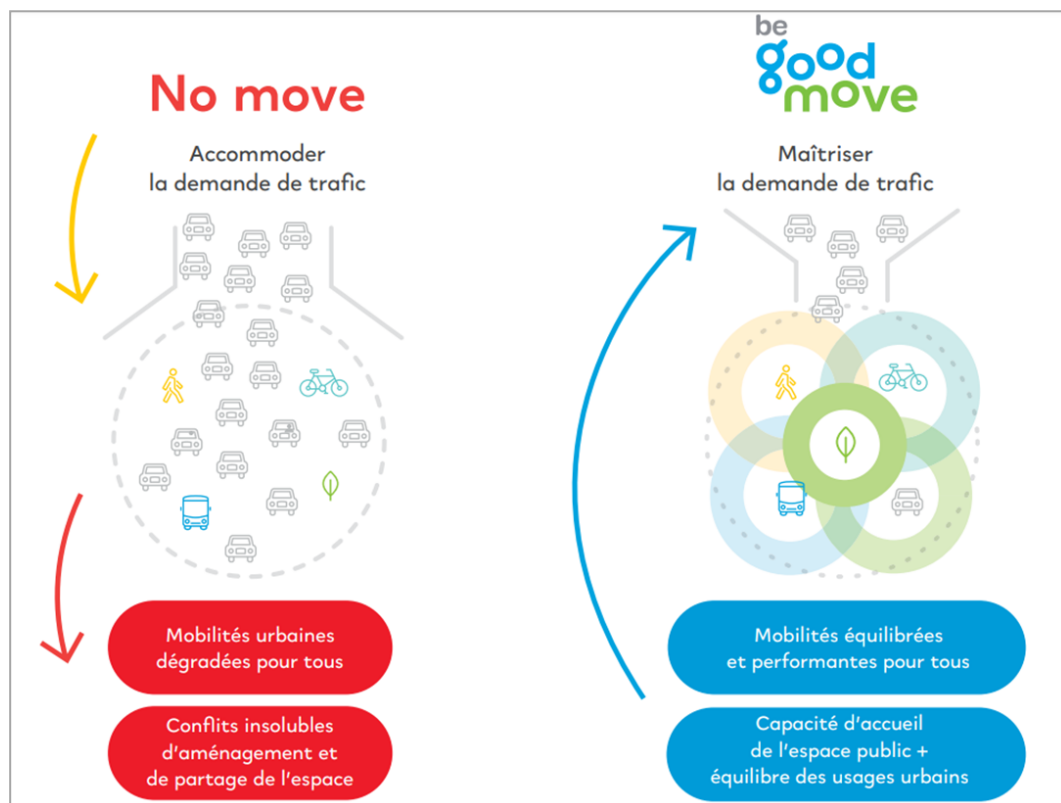 No move
Accommoder
la demande de trafic
Mobilités urbaines
dégradées pour tous
Conflits insolubles
d'aménagement et
de partage de l'espace
be
good
move
Maîtriser
la demande de trafic
Mobilités équilibrées
et performantes pour tous
Capacité d'accueil
de l'espace public +
équilibre des usages urbains